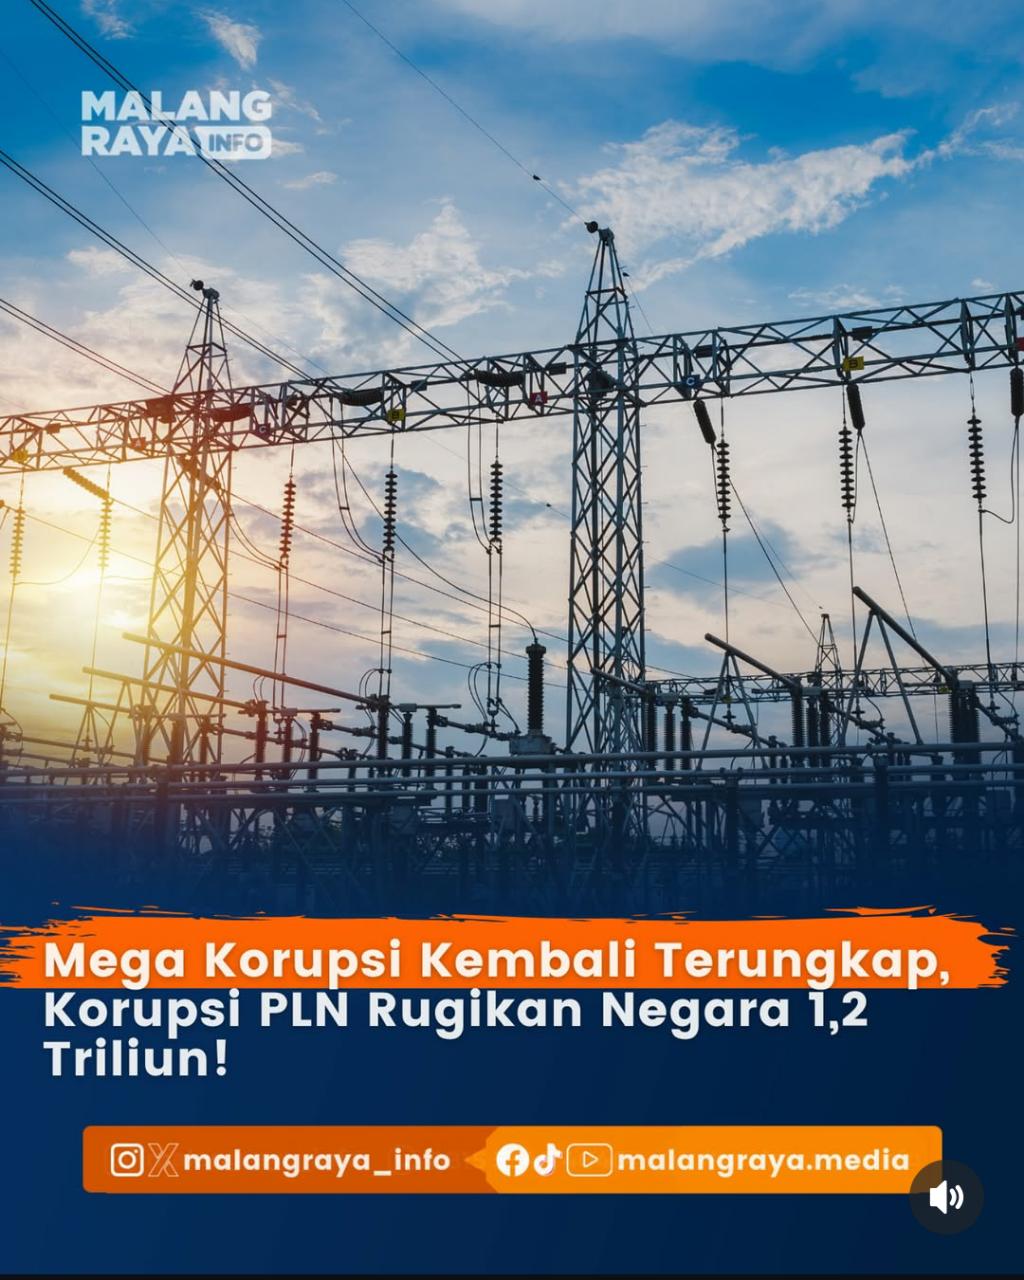 MALANG
RAYA INFO
Mega Korupsi Kembali Terungkap,
Korupsi PLN Rugikan Negara 1,2
Triliun!
malangraya_info malangraya.media